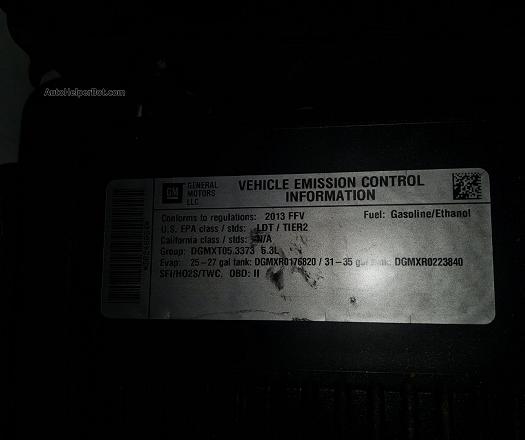 AutoHelperBot.com
GM
GENERAL
MOTORS
LLC
VEHICLE EMISSION CONTROL
INFORMATION
Conforms to regulations: 2013 FFV
Fuel: Gasoline/Ethanol
U.S. EPA class / stds: LDT / TIER2
California class / stds: N/A
Group: DGMXT05.3373 5.3L
Evap: 25-27 gal tank: DGMXR0176820 / 31-35 gal tank: DGMXR0223840
SFI/HO2S/TWC, OBD: II